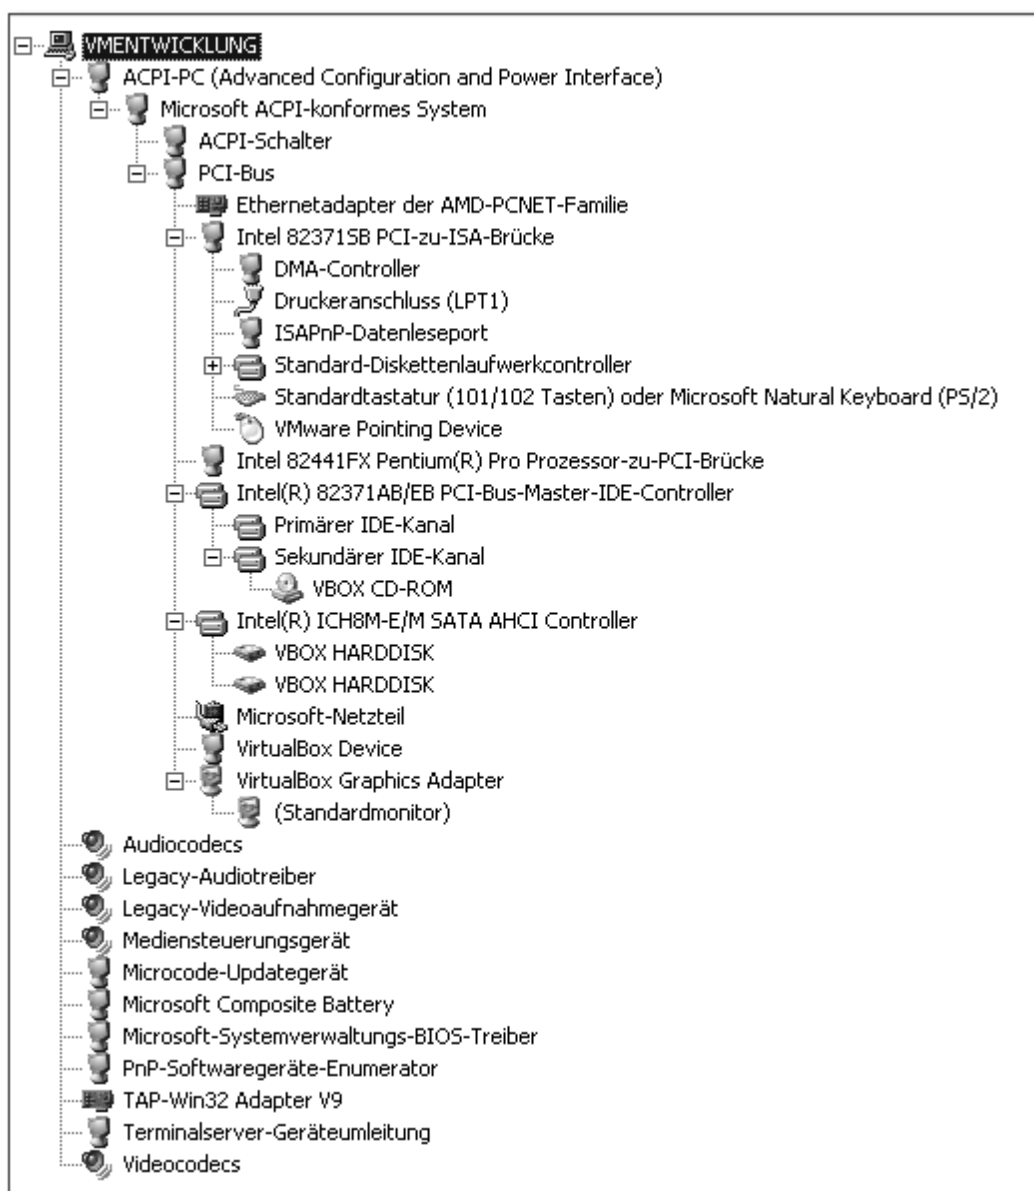 VMENTWICKLUNG
ACPI-PC (Advanced Configuration and Power Interface)
Microsoft ACPI-konformes System
ACPI-Schalter
PCI-Bus
Ethernetadapter der AMD-PCNET-Familie
Intel 82371SB PCI-zu-ISA-Brücke
DMA-Controller
Druckeranschluss (LPT1)
ISAPnP-Datenleseport
Standard-Diskettenlaufwerkcontroller
Standardtastatur (101/102 Tasten) oder Microsoft Natural Keyboard (PS/2)
VMware Pointing Device
Intel 82441FX Pentium(R) Pro Prozessor-zu-PCI-Brücke
Intel(R) 82371AB/EB PCI-Bus-Master-IDE-Controller
Primärer IDE-Kanal
Sekundärer IDE-Kanal
VBOX CD-ROM
Intel(R) ICH8M-E/M SATA AHCI Controller
VBOX HARDDISK
VBOX HARDDISK
Microsoft-Netzteil
VirtualBox Device
VirtualBox Graphics Adapter
(Standardmonitor)
Audiocodecs
Legacy-Audiotreiber
Legacy-Videoaufnahmegerät
Mediensteuerungsgerät
Microcode-Updategerät
Microsoft Composite Battery
Microsoft-Systemverwaltungs-BIOS-Treiber
PnP-Softwaregeräte-Enumerator
TAP-Win32 Adapter V9
Terminalserver-Geräteumleitung
Videocodecs